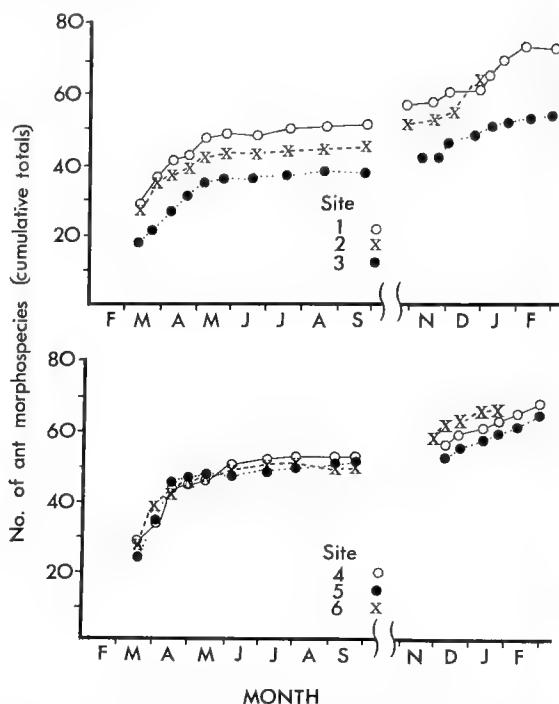 No. of ant morphospecies (cumulative totals)
80
60
40
20
Site
1
2
3
F M A M J J A S N D J F
80
60
40
20
Site
4
5
6
F M A M J J A S N D J F
MONTH